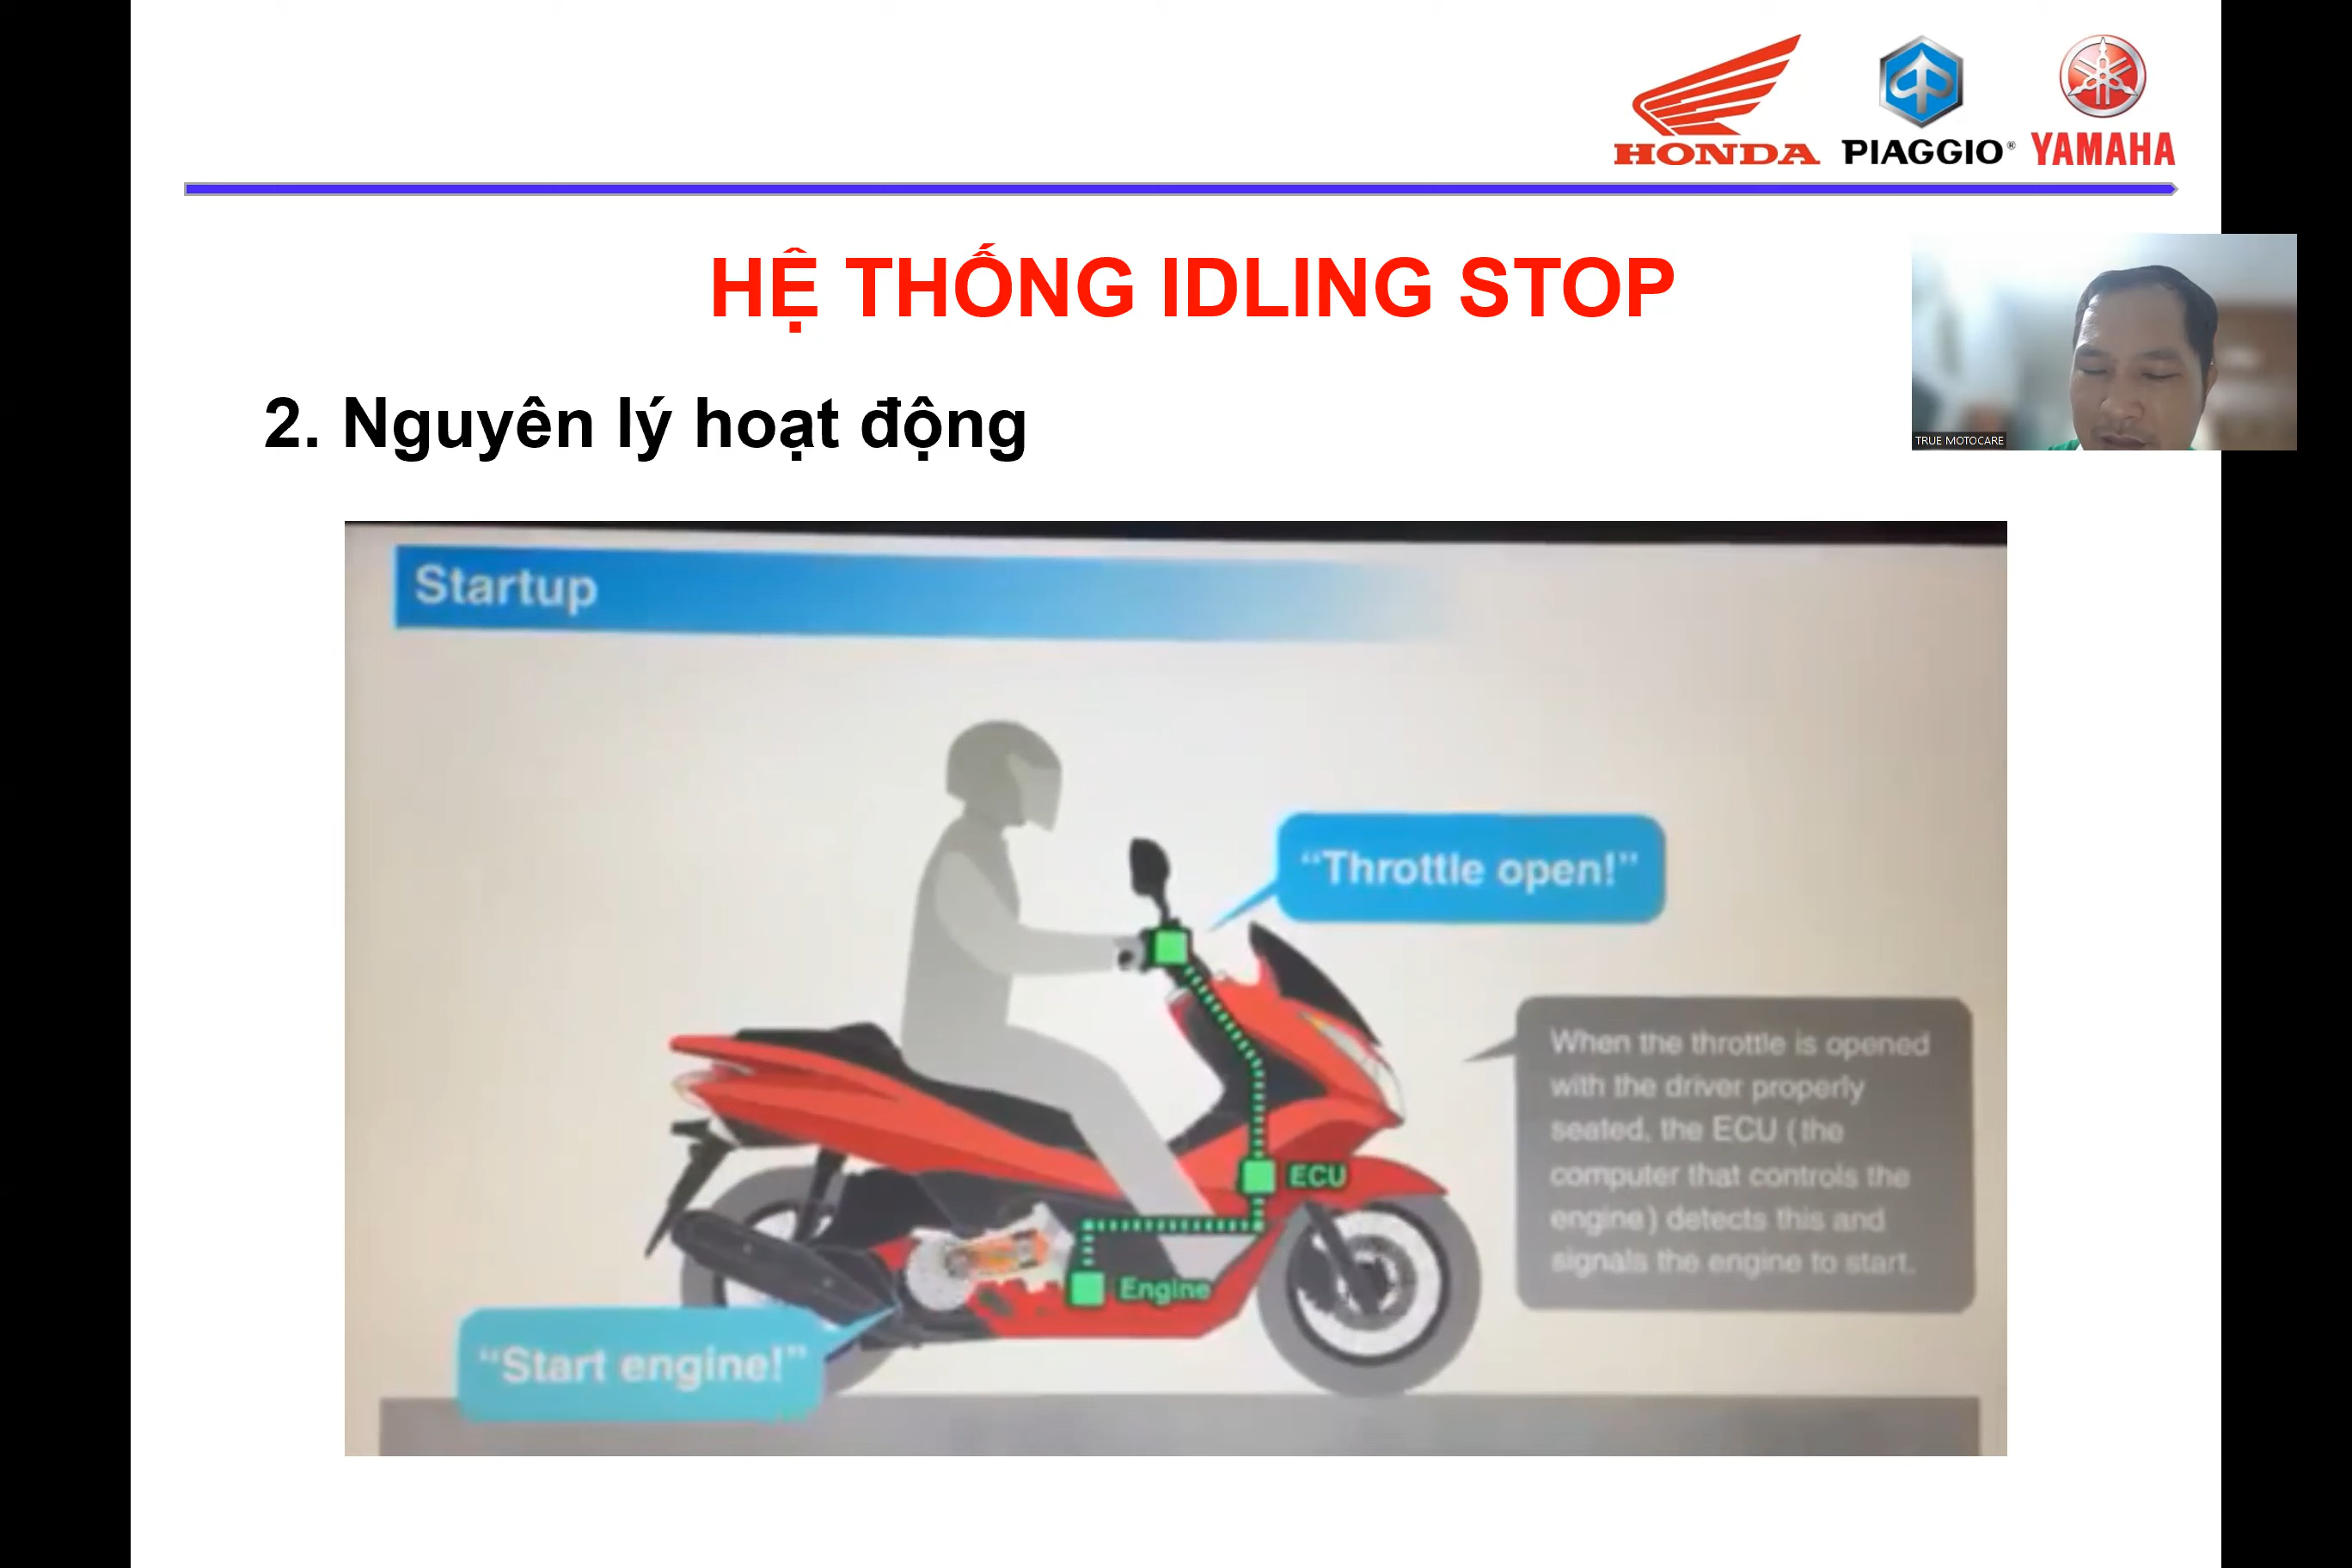 HONDA
PIAGGIO®
YAMAHA
HỆ THỐNG IDLING STOP
TRUE MOTOCARE
2. Nguyên lý hoạt động
Startup
“Throttle open!”
When the throttle is opened
with the driver properly
seated, the ECU (the
computer that controls the
engine) detects this and
signals the engine to start.
ECU
Engine
“Start engine!”